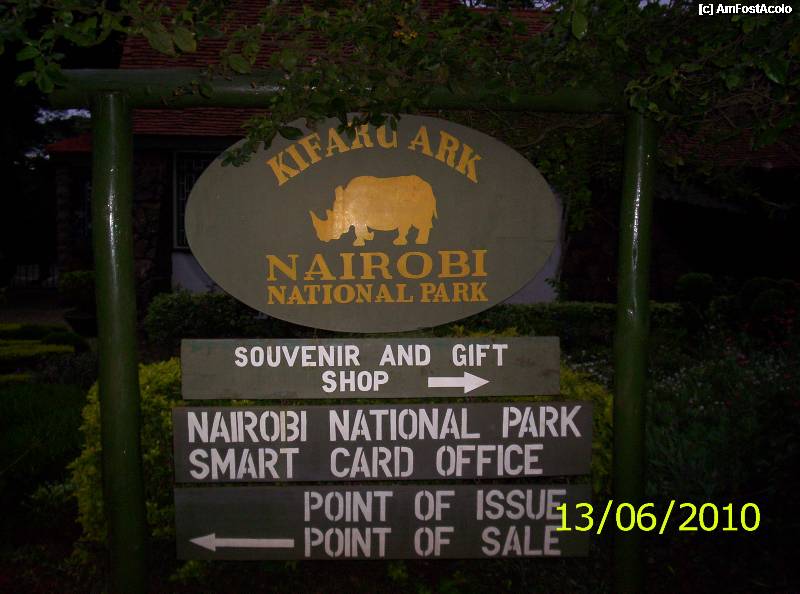 [c] AmFostAcolo
KIFARU ARK
NAIROBI
NATIONAL PARK
SOUVENIR AND GIFT
SHOP
NAIROBI NATIONAL PARK
SMART CARD OFFICE
POINT OF ISSUE
POINT OF SALE
13/06/2010